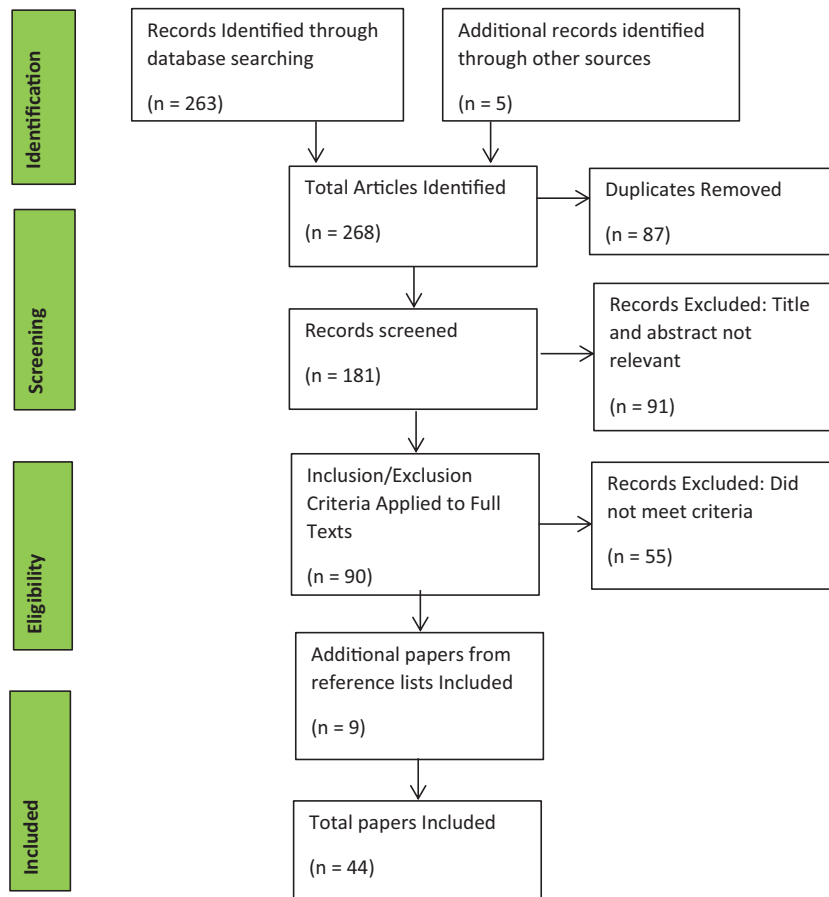 Identification
Records Identified through
database searching
(n = 263)
Additional records identified
through other sources
(n = 5)
Total Articles Identified
(n = 268)
Duplicates Removed
(n = 87)
Screening
Records screened
(n = 181)
Records Excluded: Title
and abstract not
relevant
(n = 91)
Eligibility
Inclusion/Exclusion
Criteria Applied to Full
Texts
(n = 90)
Records Excluded: Did
not meet criteria
(n = 55)
Included
Additional papers from
reference lists Included
(n = 9)
Total papers Included
(n = 44)